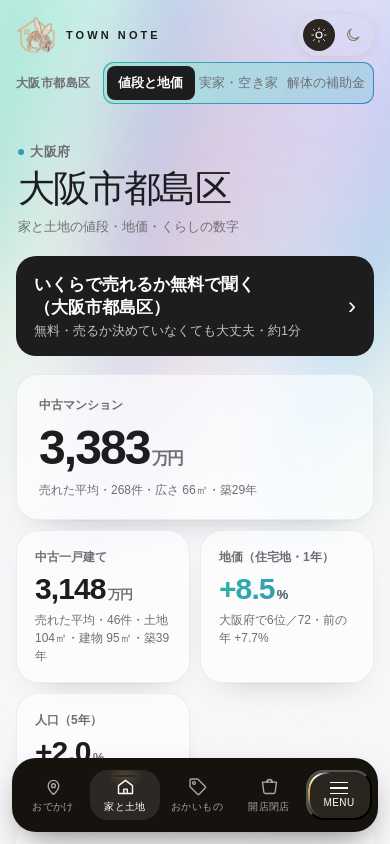 TOWN NOTE
大阪市都島区
値段と地価
実家・空き家
解体の補助金
大阪府
大阪市都島区
家と土地の値段・地価・くらしの数字
いくらで売れるか無料で聞く
（大阪市都島区）
無料・売るか決めていなくても大丈夫・約1分
›
中古マンション
3,383万円
売れた平均・268件・広さ 66㎡・築29年
中古一戸建て
3,148万円
売れた平均・46件・土地
104㎡・建物 95㎡・築39
年
地価（住宅地・1年）
+8.5%
大阪府で6位／72・前の
年 +7.7%
人口（5年）
+2.0%
おでかけ
家と土地
おかいもの
開店閉店
MENU